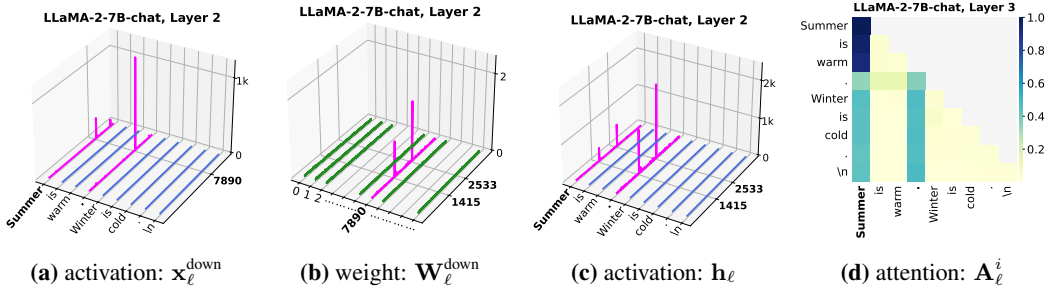 LLaMA-2-7B-chat, Layer 2
1k
0
7890
Summer
is
warm
.
Winter
is
cold
.
\n
(a) activation: x_ℓ^down
LLaMA-2-7B-chat, Layer 2
2
0
2533
1415
0 1 2 ........ 7890 ............
(b) weight: W_ℓ^down
LLaMA-2-7B-chat, Layer 2
2k
1k
0
2533
1415
Summer
is
warm
.
Winter
is
cold
.
\n
(c) activation: h_ℓ
LLaMA-2-7B-chat, Layer 3
Summer
is
warm
.
Winter
is
cold
.
\n
1.0
0.8
0.6
0.4
0.2
Summer
is
warm
.
Winter
is
cold
.
\n
(d) attention: A_ℓ^i